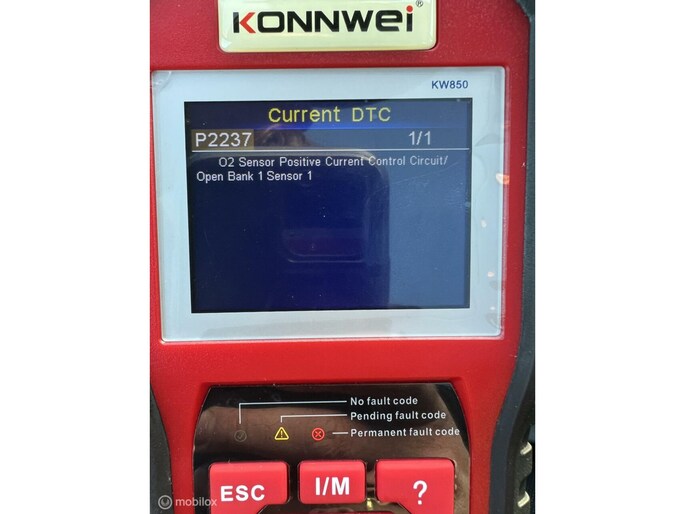 KONNWEI®
KW850
Current DTC
P2237 1/1
O2 Sensor Positive Current Control Circuit/
Open Bank 1 Sensor 1
No fault code
Pending fault code
Permanent fault code
ESC I/M ?
mobilox